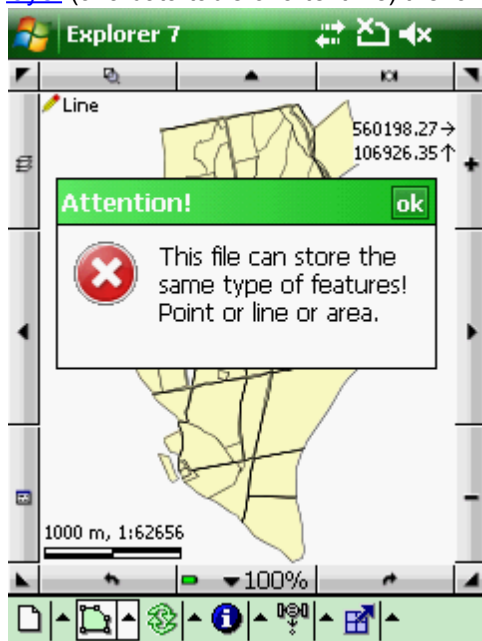 Explorer 7
Line
560198.27→
106926.35↑
Attention!
ok
This file can store the
same type of features!
Point or line or area.
1000 m, 1:62656
100%